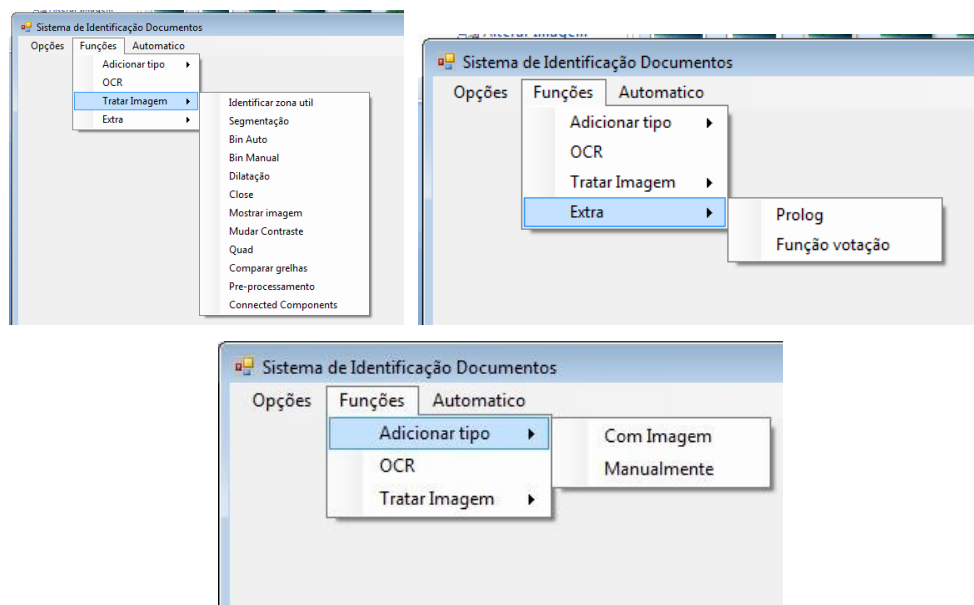 Sistema de Identificação Documentos
Opções Funções Automatico
Adicionar tipo
OCR
Tratar Imagem
Extra
Identificar zona util
Segmentação
Bin Auto
Bin Manual
Dilatação
Close
Mostrar imagem
Mudar Contraste
Quad
Comparar grelhas
Pre-processamento
Connected Components
Sistema de Identificação Documentos
Opções Funções Automatico
Adicionar tipo
OCR
Tratar Imagem
Extra
Prolog
Função votação
Sistema de Identificação Documentos
Opções Funções Automatico
Adicionar tipo
OCR
Tratar Imagem
Com Imagem
Manualmente